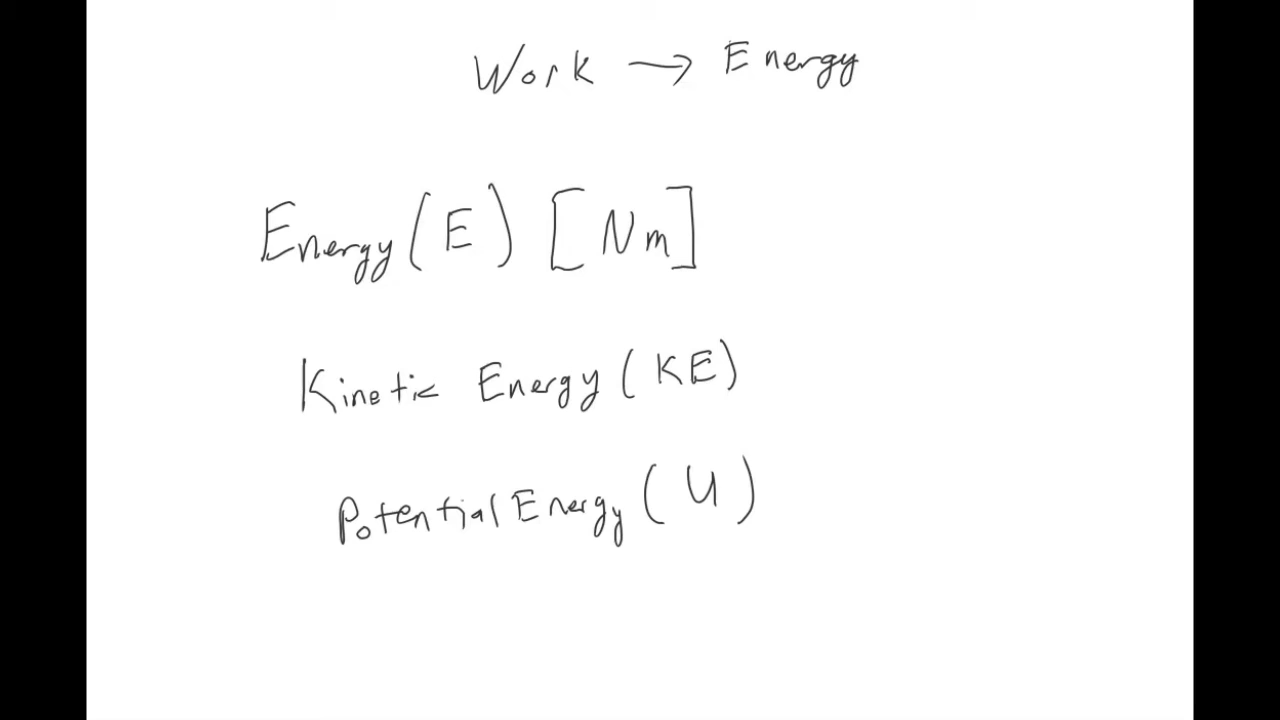 Work → Energy
Energy (E) [Nm]
Kinetic Energy (KE)
Potential Energy (U)